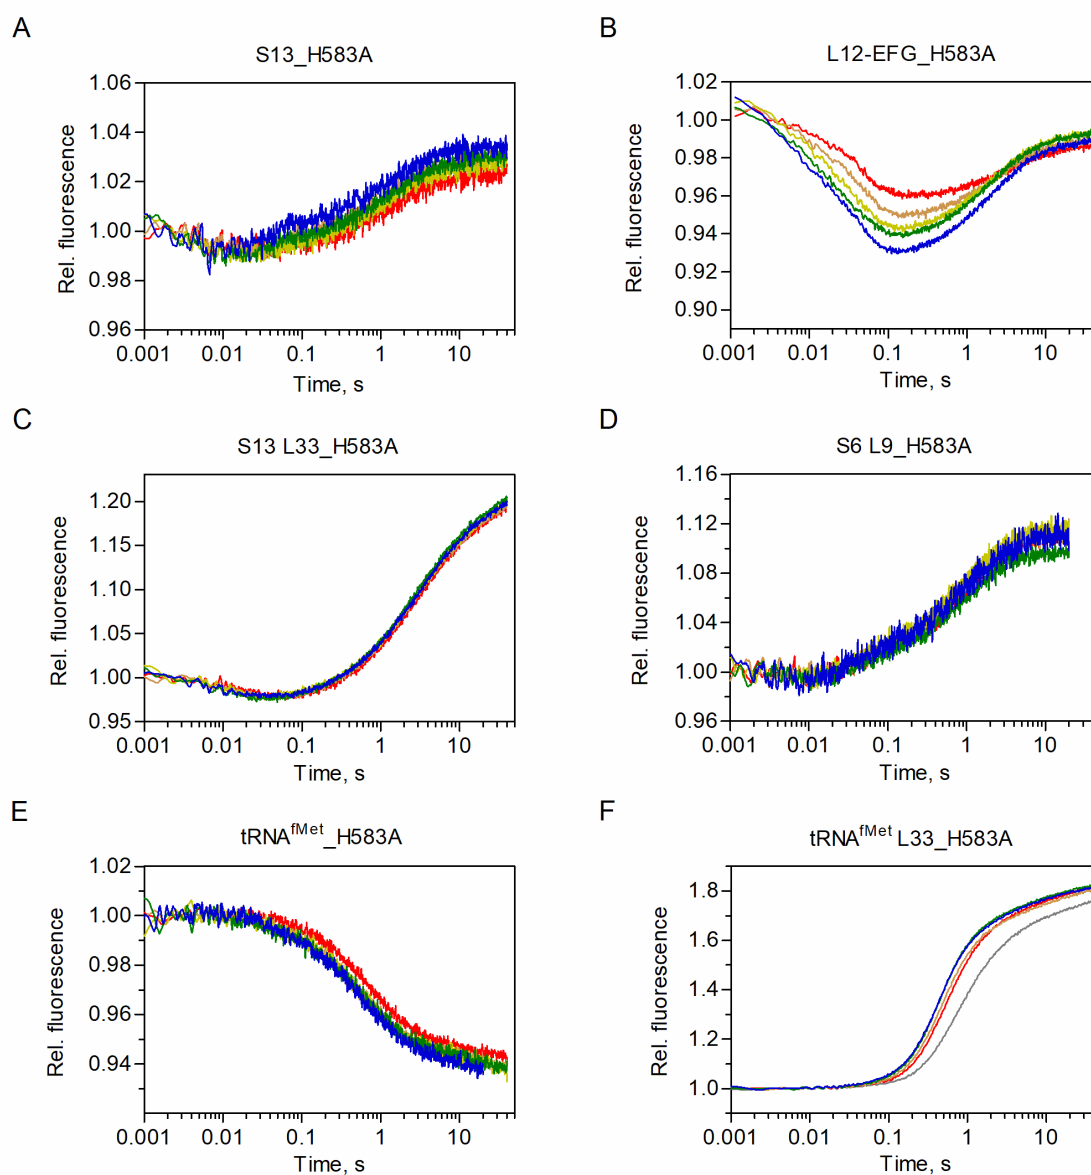 A
S13_H583A
1.06
1.04
1.02
1.00
0.98
0.96
Rel. fluorescence
0.001 0.01 0.1 1 10
Time, s
B
L12-EFG_H583A
1.02
1.00
0.98
0.96
0.94
0.92
0.90
Rel. fluorescence
0.001 0.01 0.1 1 10
Time, s
C
S13 L33_H583A
1.20
1.15
1.10
1.05
1.00
0.95
Rel. fluorescence
0.001 0.01 0.1 1 10
Time, s
D
S6 L9_H583A
1.16
1.12
1.08
1.04
1.00
0.96
Rel. fluorescence
0.001 0.01 0.1 1 10
Time, s
E
tRNAfMet_H583A
1.02
1.00
0.98
0.96
0.94
Rel. fluorescence
0.001 0.01 0.1 1 10
Time, s
F
tRNAfMet L33_H583A
1.8
1.6
1.4
1.2
1.0
Rel. fluorescence
0.001 0.01 0.1 1 10
Time, s